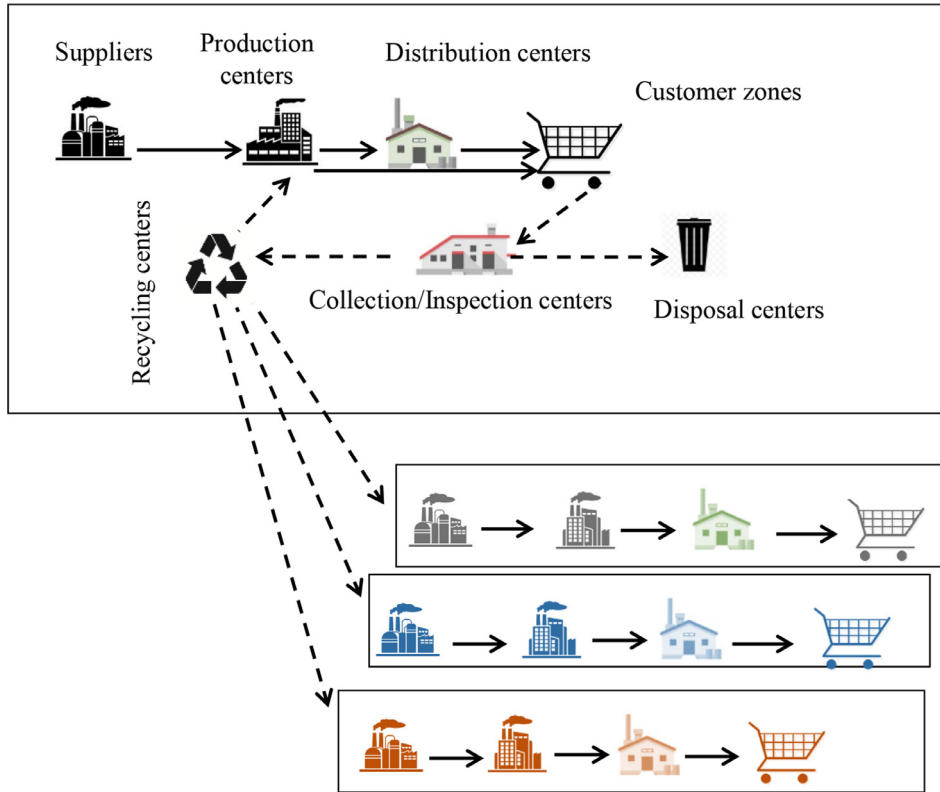 Suppliers
Production
centers
Distribution centers
Customer zones
Recycling centers
Collection/Inspection centers
Disposal centers